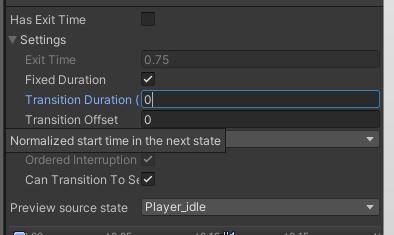 Has Exit Time
Settings
Exit Time 0.75
Fixed Duration
Transition Duration ( 0
Transition Offset 0
Normalized start time in the next state
Ordered Interruption
Can Transition To Se
Preview source state Player_idle